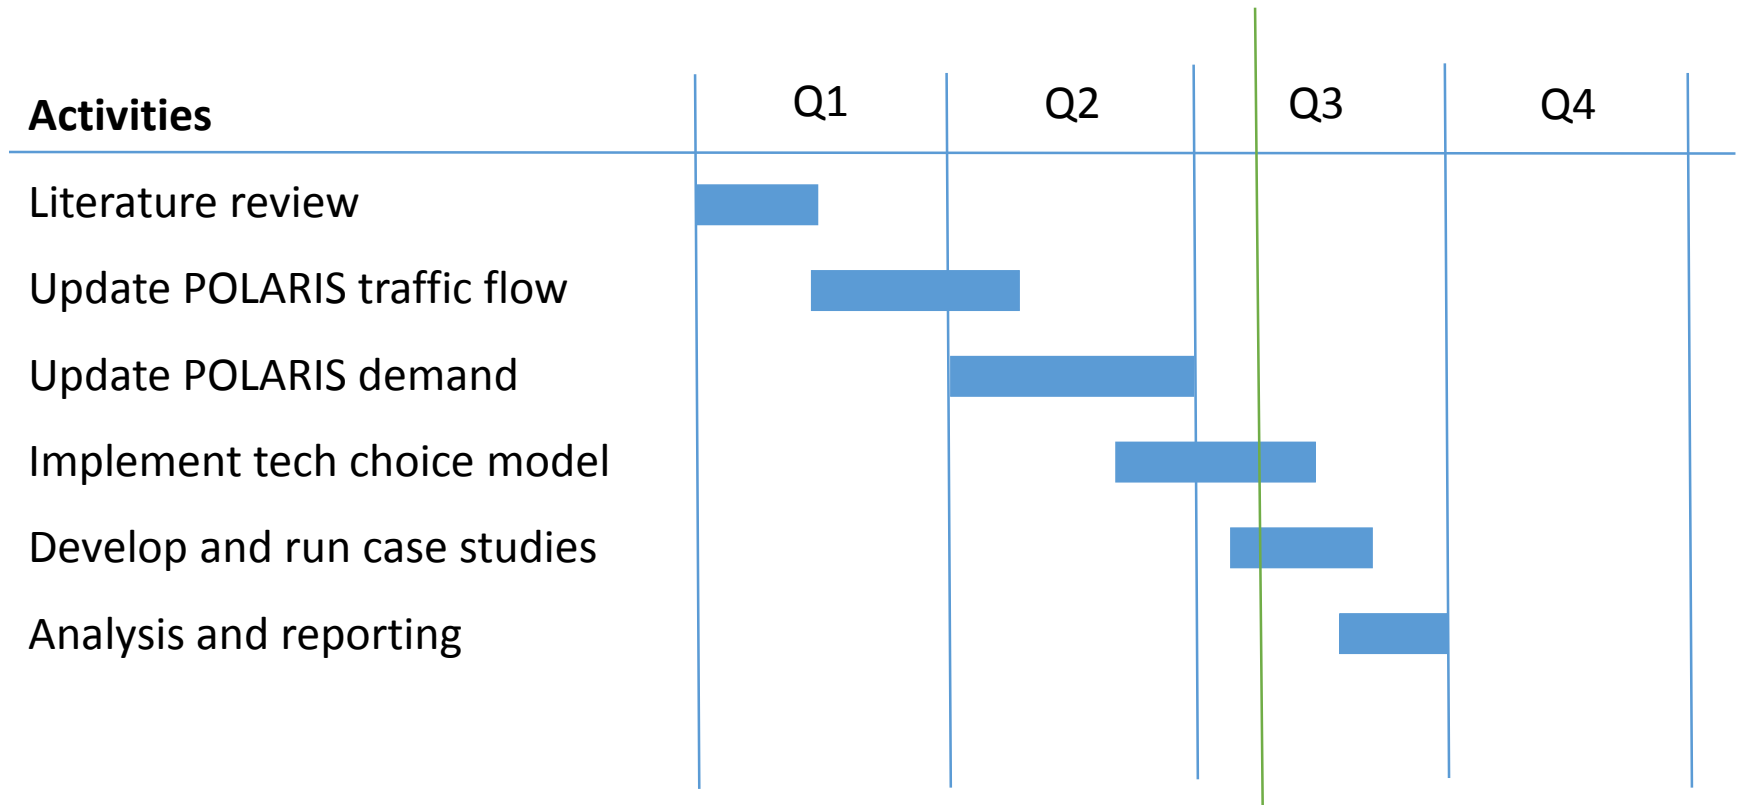 Activities Q1 Q2 Q3 Q4
Literature review
Update POLARIS traffic flow
Update POLARIS demand
Implement tech choice model
Develop and run case studies
Analysis and reporting